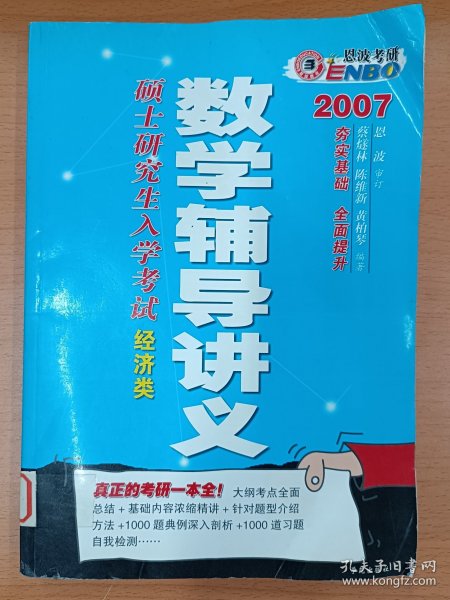 恩波考研
ENBO
2007
恩波 审订
蔡燧林 陈维新 黄柏琴 编著
夯实基础 全面提升
数学辅导讲义
硕士研究生入学考试
经济类
真正的考研一本全! 大纲考点全面
总结+基础内容浓缩精讲+针对题型介绍
方法+1000题典例深入剖析+1000道习题
自我检测……
孔夫子旧书网
www.kongfz.com